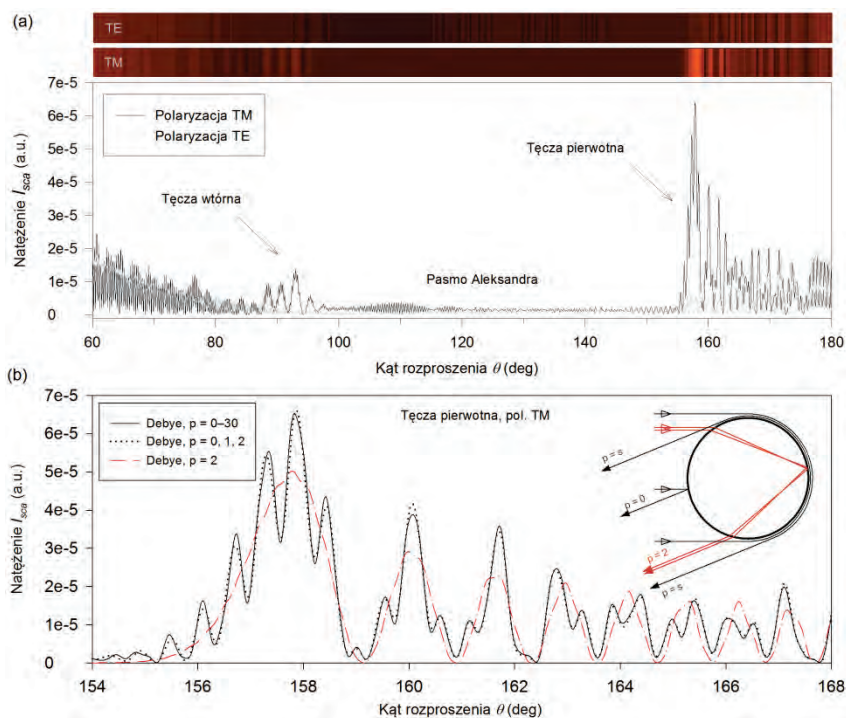 (a)
TE
TM
7e-5
6e-5
5e-5
4e-5
3e-5
2e-5
1e-5
0
Natężenie I_sca (a.u.)
Polaryzacja TM
Polaryzacja TE
Tęcza wtórna
Pasmo Aleksandra
Tęcza pierwotna
60 80 100 120 140 160 180
Kąt rozproszenia θ (deg)
(b)
7e-5
6e-5
5e-5
4e-5
3e-5
2e-5
1e-5
0
Natężenie I_sca (a.u.)
Debye, p = 0–30
Debye, p = 0, 1, 2
Debye, p = 2
Tęcza pierwotna, pol. TM
p = s
p = 0
p = 2
p = s
154 156 158 160 162 164 166 168
Kąt rozproszenia θ (deg)